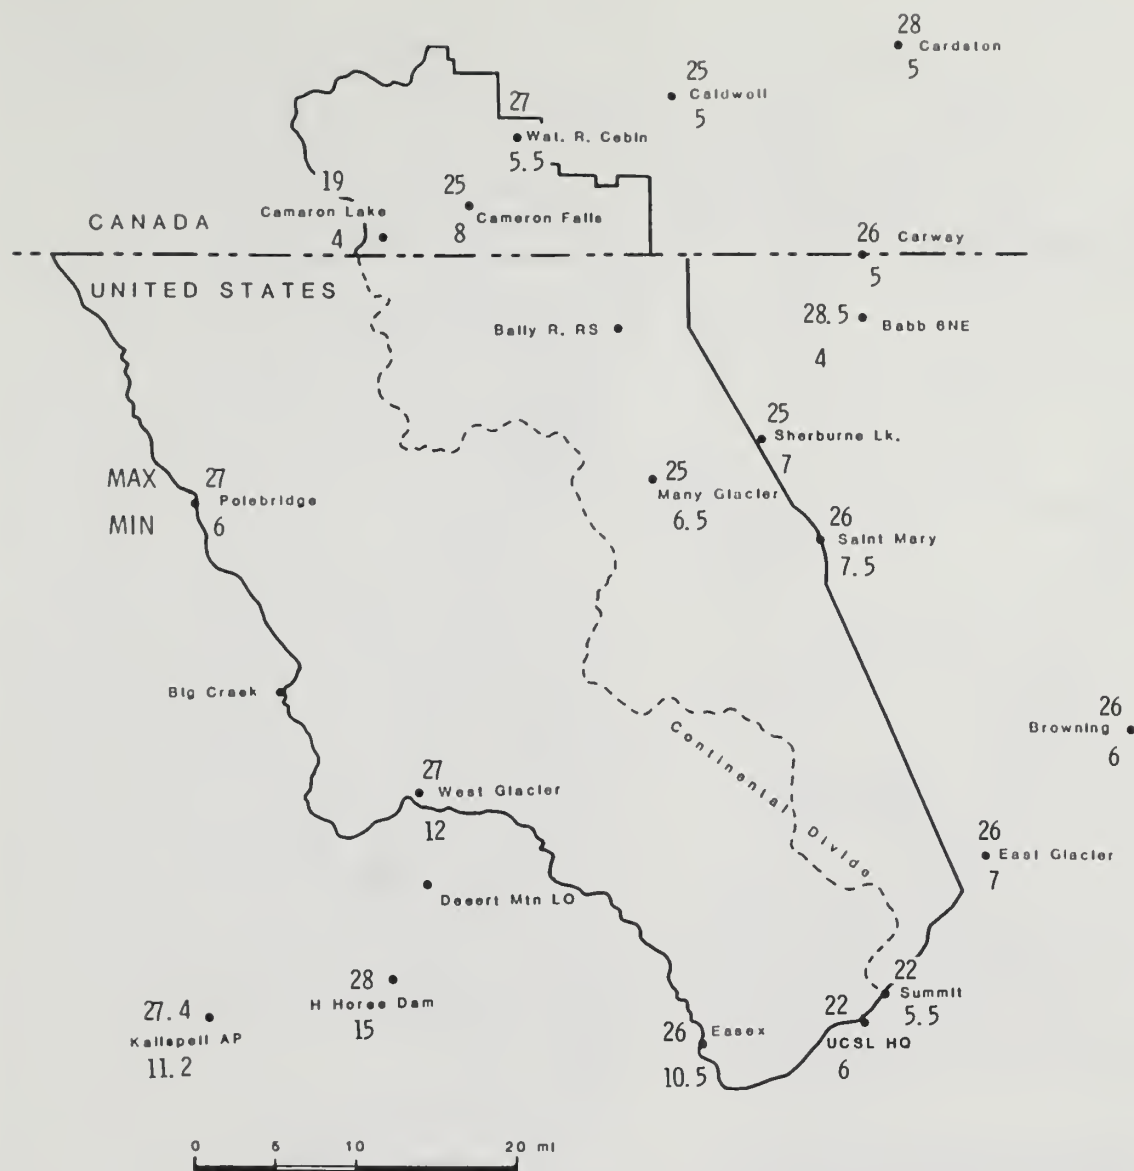 28
Cardston
5
25
Caldwell
5
27
Wat. R. Cabin
5.5
19
Camaron Lake
4
25
Cameron Falls
8
CANADA
UNITED STATES
26 Carway
5
28.5 Babb 6NE
4
Bally R. RS
25
Sherburne Lk.
7
25
Many Glacier
6.5
26
Saint Mary
7.5
MAX 27
Polebridge
MIN 6
Big Creek
26
Browning
6
Continental Divide
27
West Glacier
12
26
East Glacier
7
Desert Mtn LO
28
H Horse Dam
15
27.4
Kalispell AP
11.2
22
Summit
5.5
22
UCSL HQ
6
26 Essex
10.5
0 5 10 20 mi